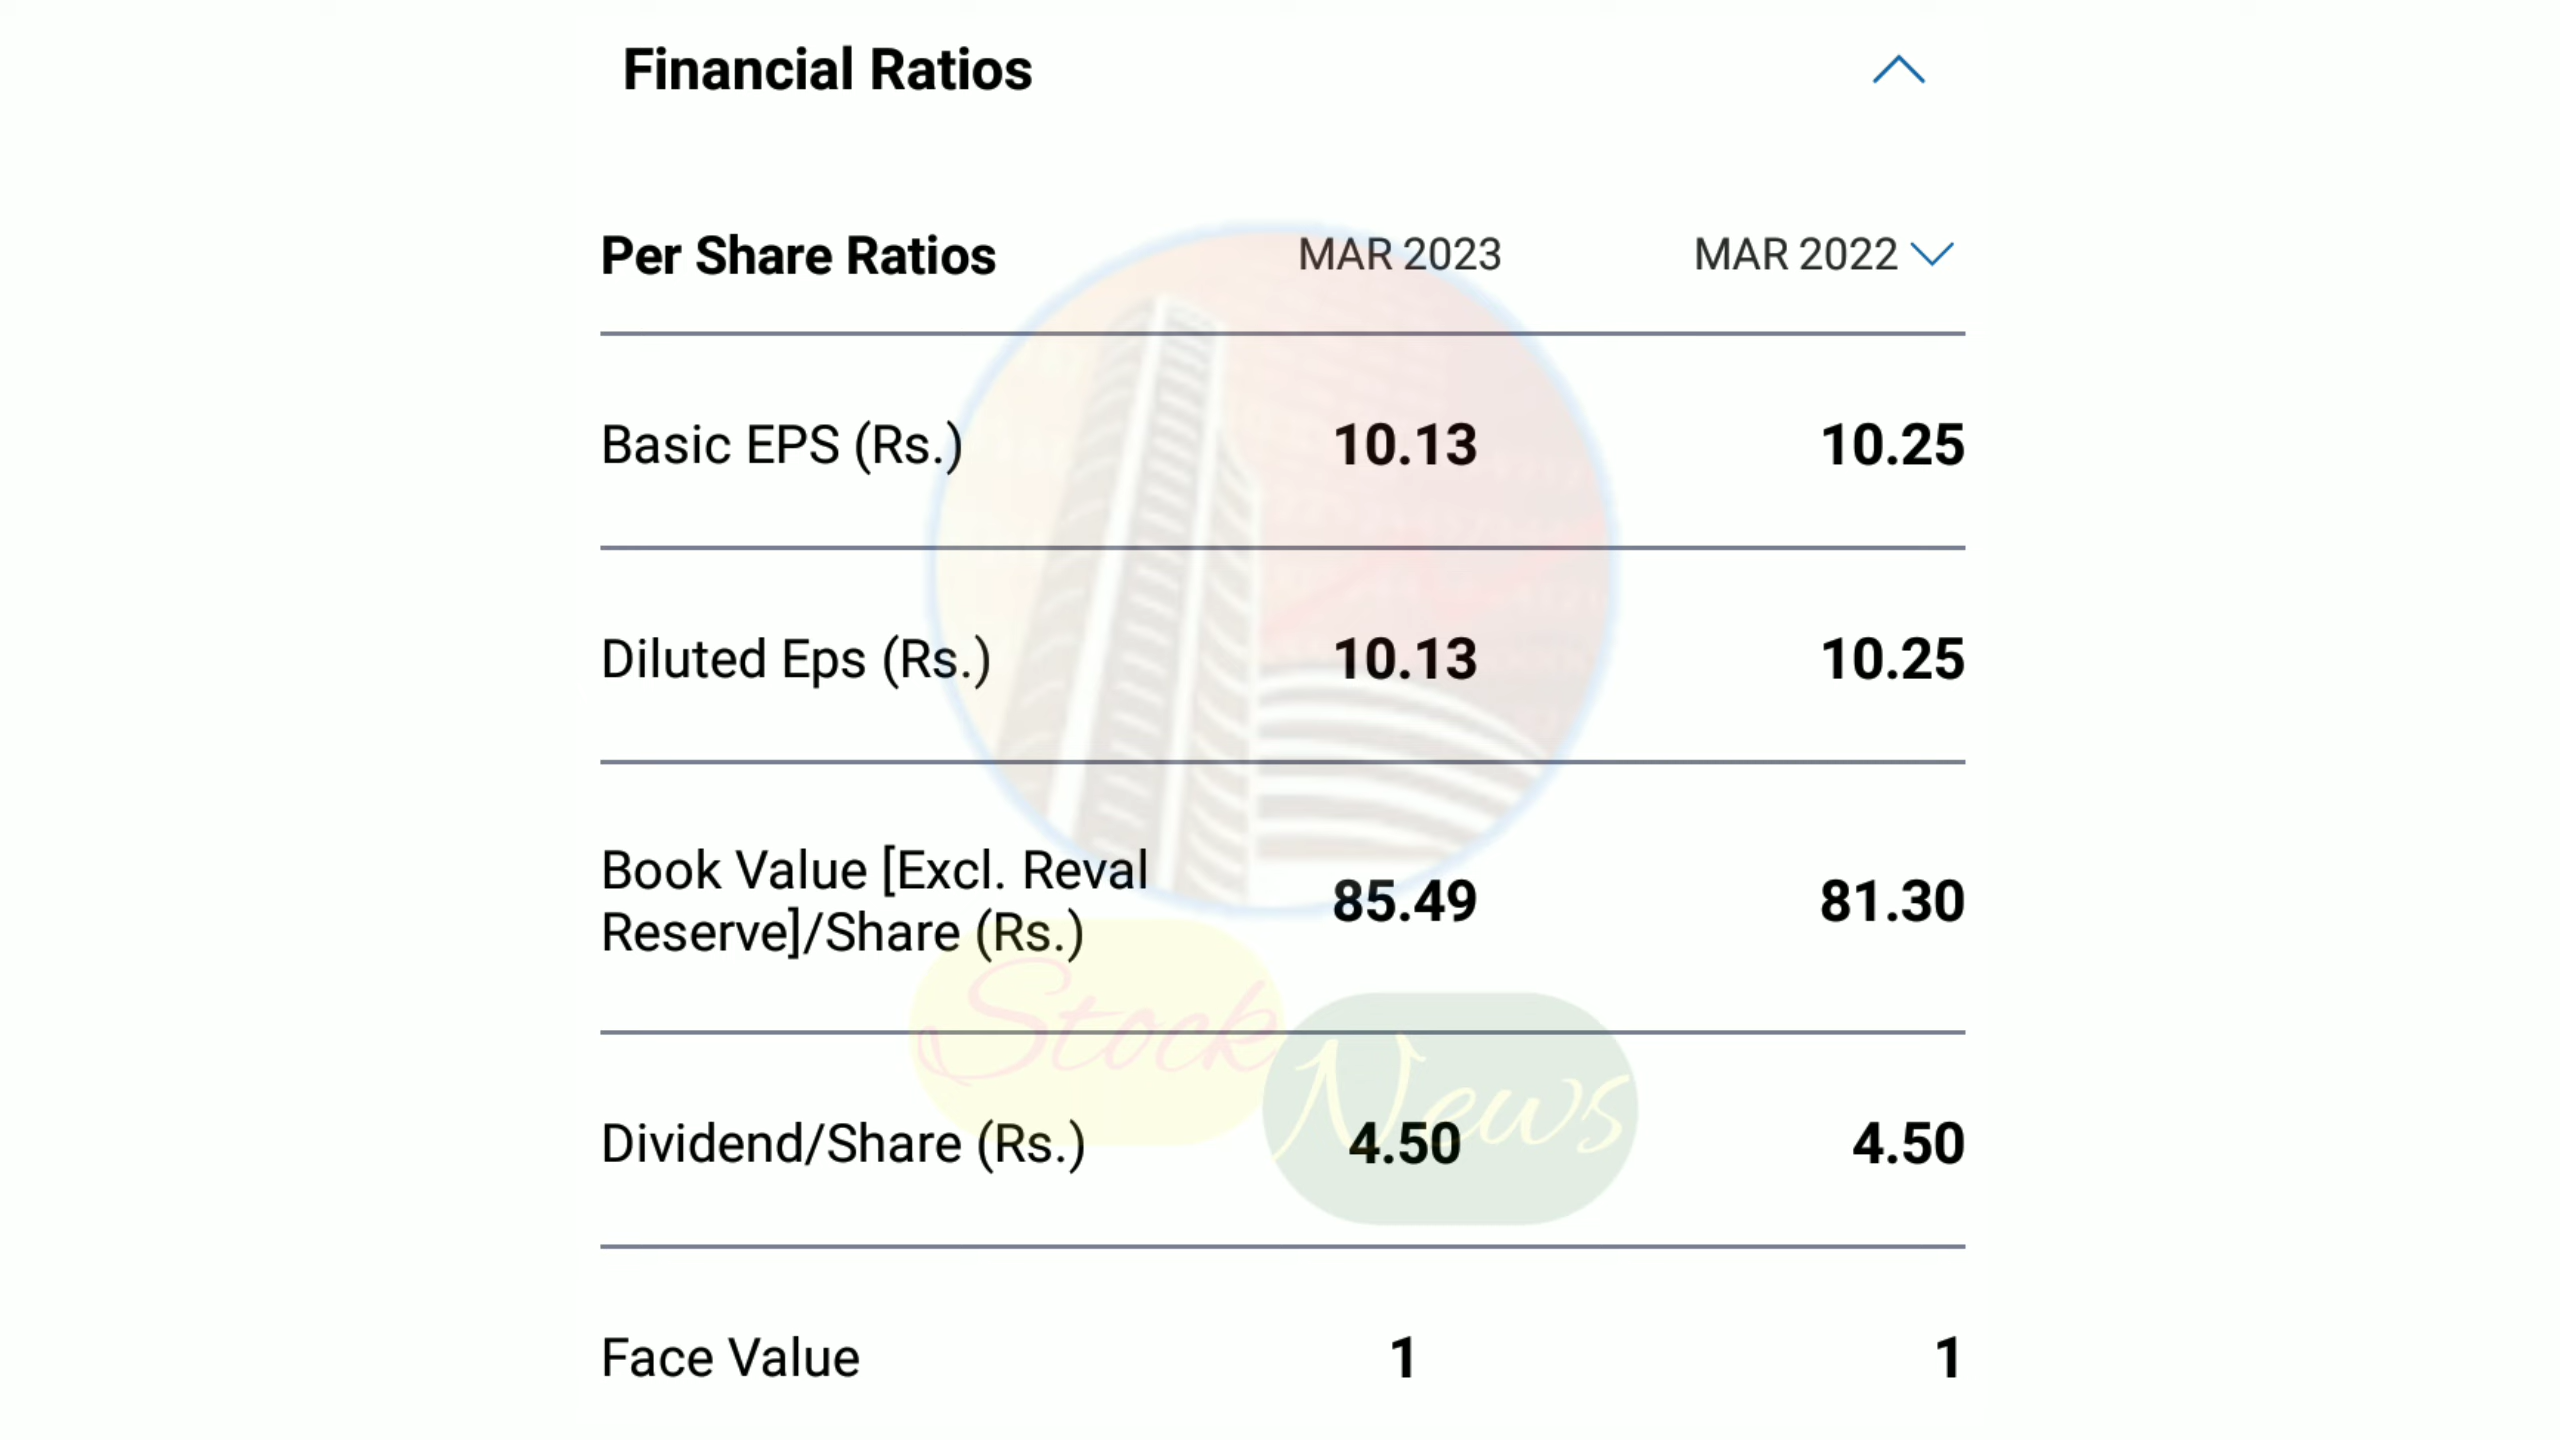 Financial Ratios
Per Share Ratios MAR 2023 MAR 2022
Basic EPS (Rs.) 10.13 10.25
Diluted Eps (Rs.) 10.13 10.25
Book Value [Excl. Reval
Reserve]/Share (Rs.) 85.49 81.30
Stock
News
Dividend/Share (Rs.) 4.50 4.50
Face Value 1 1